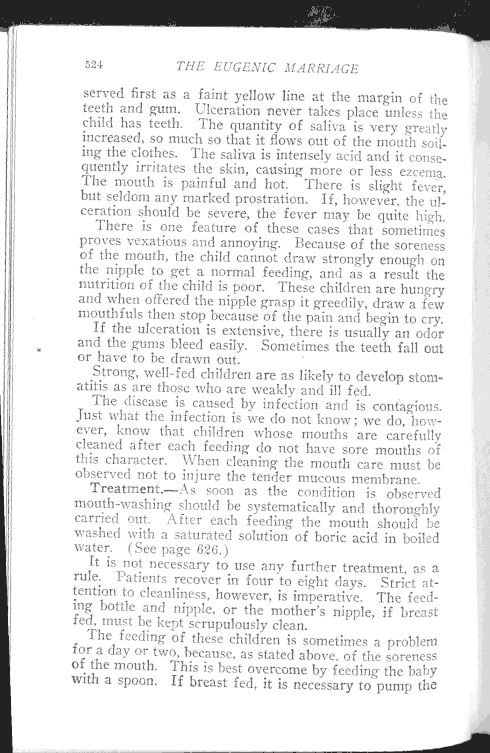 524 THE EUGENIC MARRIAGE
served first as a faint yellow line at the margin of the
teeth and gum. Ulceration never takes place unless the
child has teeth. The quantity of saliva is very greatly
increased, so much so that it flows out of the mouth soil-
ing the clothes. The saliva is intensely acid and it conse-
quently irritates the skin, causing more or less ezcema.
The mouth is painful and hot. There is slight fever,
but seldom any marked prostration. If, however, the ul-
ceration should be severe, the fever may be quite high.
There is one feature of these cases that sometimes
proves vexatious and annoying. Because of the soreness
of the mouth, the child cannot draw strongly enough on
the nipple to get a normal feeding, and as a result the
nutrition of the child is poor. These children are hungry
and when offered the nipple grasp it greedily, draw a few
mouthfuls then stop because of the pain and begin to cry.
If the ulceration is extensive, there is usually an odor
and the gums bleed easily. Sometimes the teeth fall out
or have to be drawn out.
Strong, well-fed children are as likely to develop stom-
atitis as are those who are weakly and ill fed.
The disease is caused by infection and is contagious.
Just what the infection is we do not know; we do, how-
ever, know that children whose mouths are carefully
cleaned after each feeding do not have sore mouths of
this character. When cleaning the mouth care must be
observed not to injure the tender mucous membrane.
Treatment.—As soon as the condition is observed
mouth-washing should be systematically and thoroughly
carried out. After each feeding the mouth should be
washed with a saturated solution of boric acid in boiled
water. (See page 626.)
It is not necessary to use any further treatment, as a
rule. Patients recover in four to eight days. Strict at-
tention to cleanliness, however, is imperative. The feed-
ing bottle and nipple, or the mother's nipple, if breast
fed, must be kept scrupulously clean.
The feeding of these children is sometimes a problem
for a day or two, because, as stated above, of the soreness
of the mouth. This is best overcome by feeding the baby
with a spoon. If breast fed, it is necessary to pump the